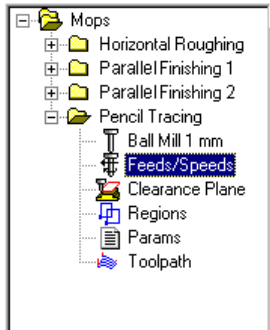 Mops
Horizontal Roughing
Parallel Finishing 1
Parallel Finishing 2
Pencil Tracing
Ball Mill 1 mm
Feeds/Speeds
Clearance Plane
Regions
Params
Toolpath